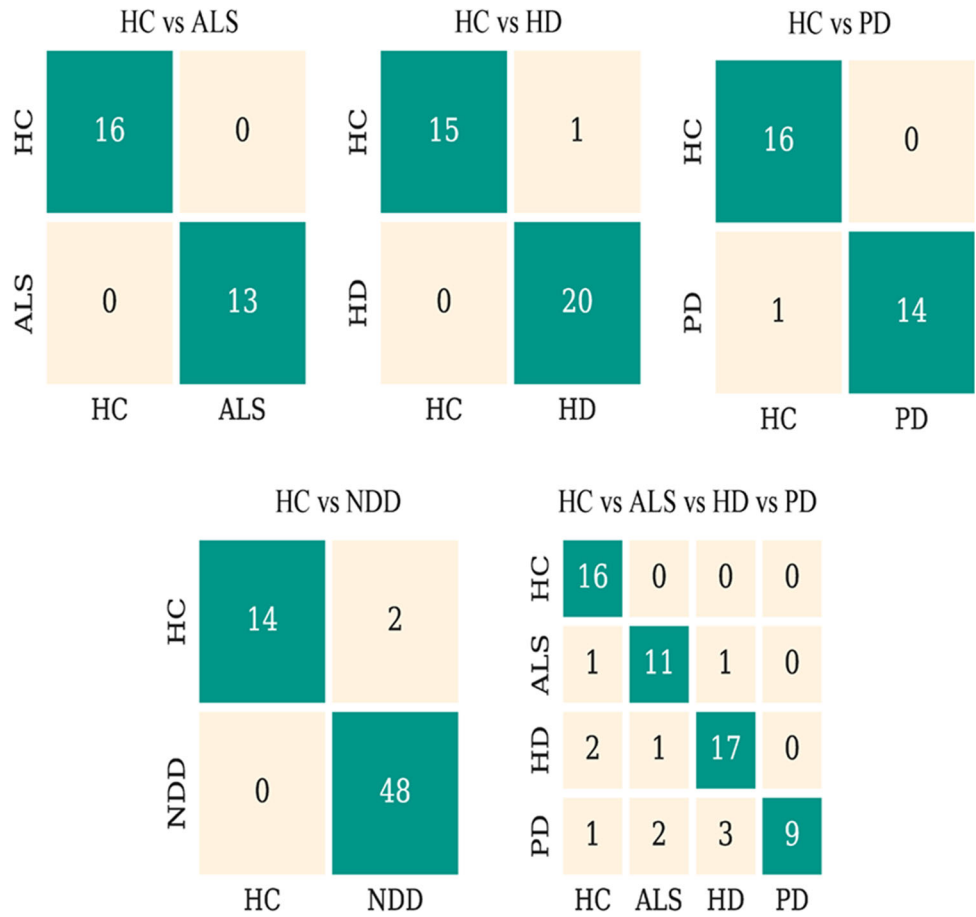 HC vs ALS
HC 16 0
ALS 0 13
HC ALS
HC vs HD
HC 15 1
HD 0 20
HC HD
HC vs PD
HC 16 0
PD 1 14
HC PD
HC vs NDD
HC 14 2
NDD 0 48
HC NDD
HC vs ALS vs HD vs PD
HC 16 0 0 0
ALS 1 11 1 0
HD 2 1 17 0
PD 1 2 3 9
HC ALS HD PD